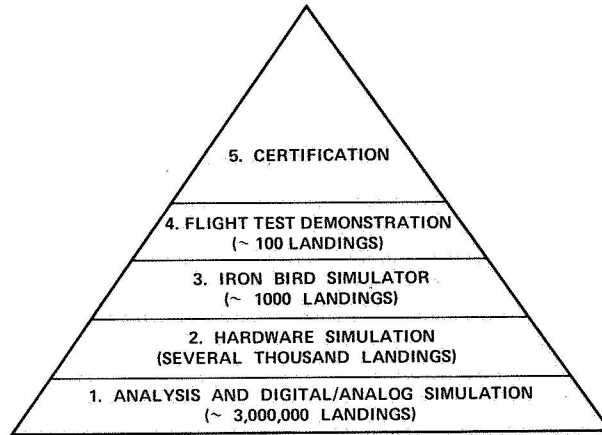 5. CERTIFICATION
4. FLIGHT TEST DEMONSTRATION
(~ 100 LANDINGS)
3. IRON BIRD SIMULATOR
(~ 1000 LANDINGS)
2. HARDWARE SIMULATION
(SEVERAL THOUSAND LANDINGS)
1. ANALYSIS AND DIGITAL/ANALOG SIMULATION
(~ 3,000,000 LANDINGS)